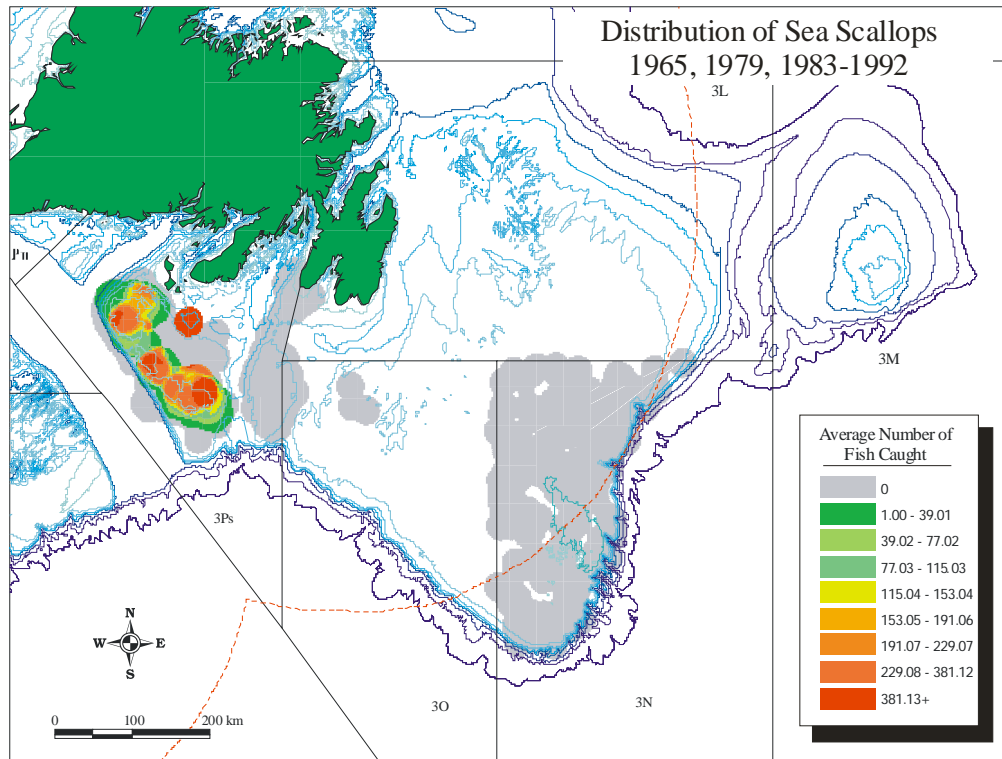 Distribution of Sea Scallops
1965, 1979, 1983-1992
3L
3M
3Ps
3O
3N
N
W E
S
0 100 200 km
Average Number of
Fish Caught
0
1.00 - 39.01
39.02 - 77.02
77.03 - 115.03
115.04 - 153.04
153.05 - 191.06
191.07 - 229.07
229.08 - 381.12
381.13+